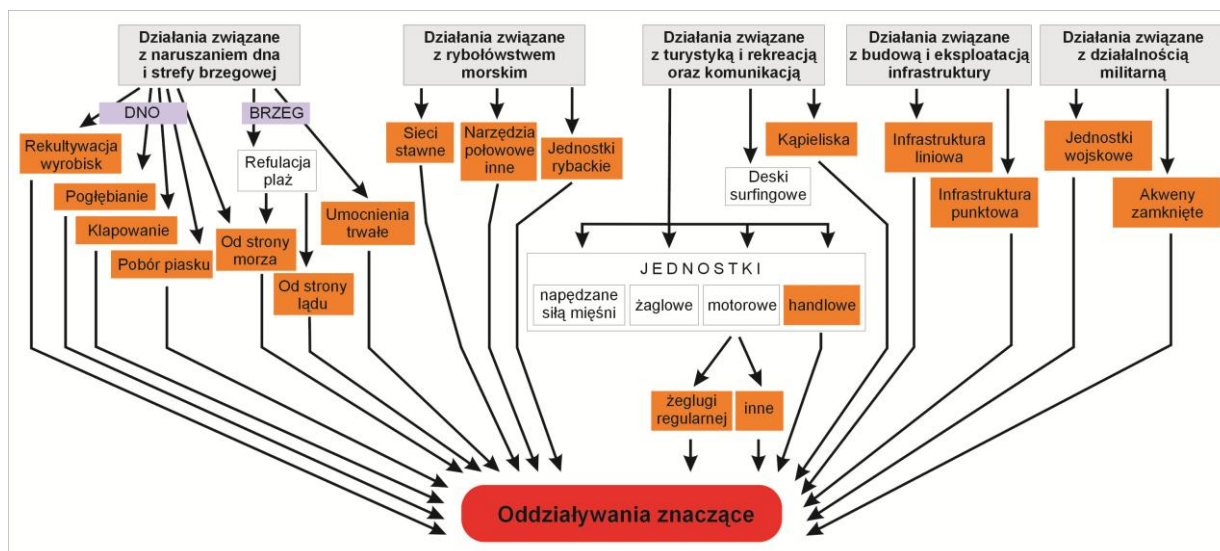 Działania związane
z naruszaniem dna
i strefy brzegowej
Działania związane
z rybołówstwem
morskim
Działania związane
z turystyką i rekreacją
oraz komunikacją
Działania związane
z budową i eksploatacją
infrastruktury
Działania związane
z działalnością
militarną
DNO
BRZEG
Rekultywacja
wyrobisk
Pogłębianie
Klapowanie
Pobór piasku
Refulacja
plaż
Od strony
morza
Od strony
lądu
Umocnienia
trwałe
Sieci
stawne
Narzędzia
połowowe
inne
Jednostki
rybackie
Kąpieliska
Deski
surfingowe
Infrastruktura
liniowa
Infrastruktura
punktowa
Jednostki
wojskowe
Akweny
zamknięte
JEDNOSTKI
napędzane
siłą mięśni
żaglowe
motorowe
handlowe
żeglugi
regularnej
inne
Oddziaływania znaczące